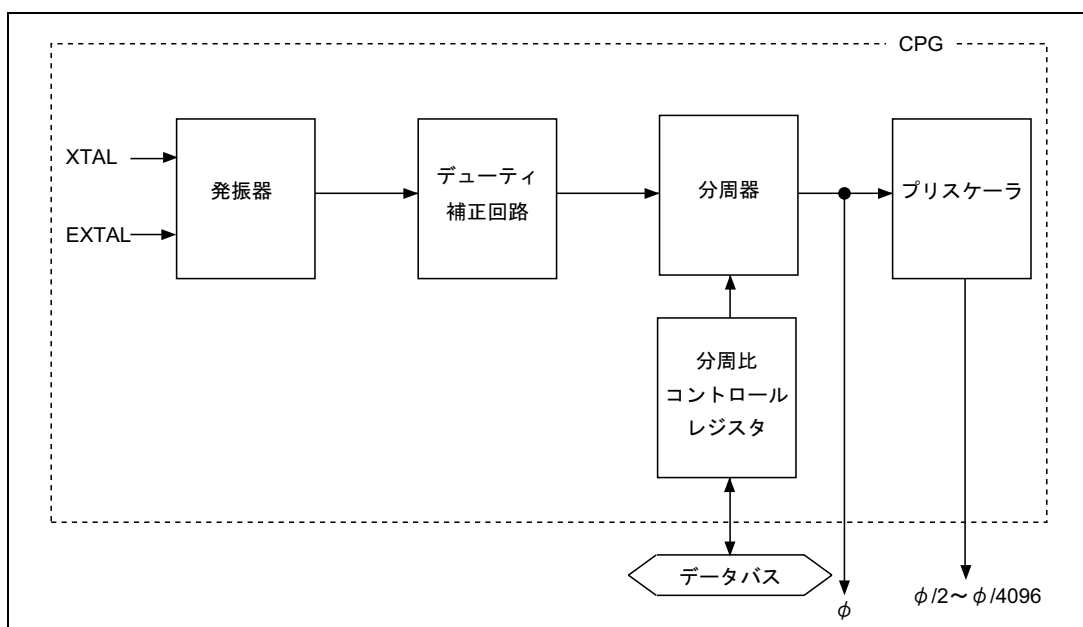 CPG
XTAL
EXTAL
発振器
デューティ
補正回路
分周器
プリスケーラ
分周比
コントロール
レジスタ
データバス
φ
φ/2～φ/4096